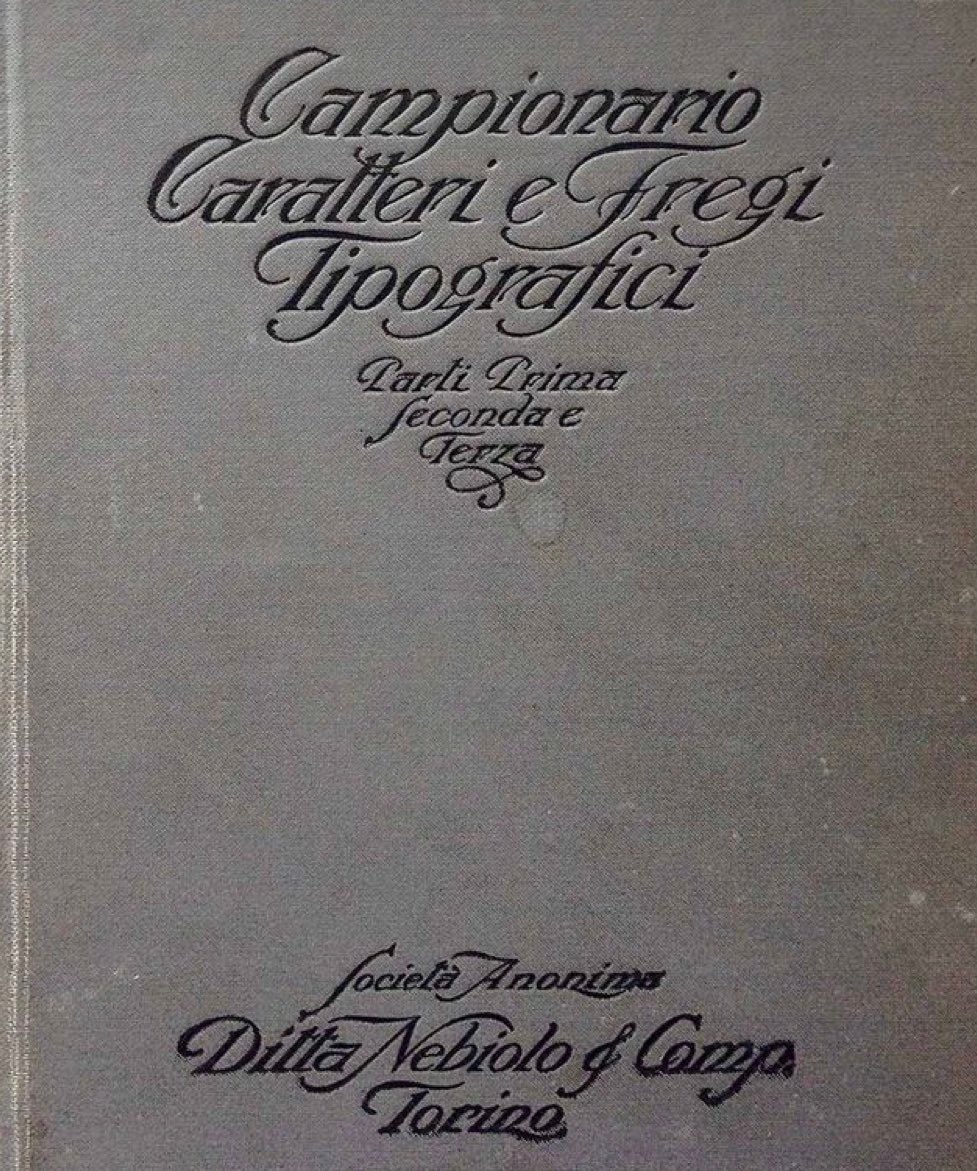 Campionario
Caratteri e Fregi
Tipografici
Parti Prima
Seconda e
Terza
Società Anonima
Ditta Nebiolo & Comp.
Torino